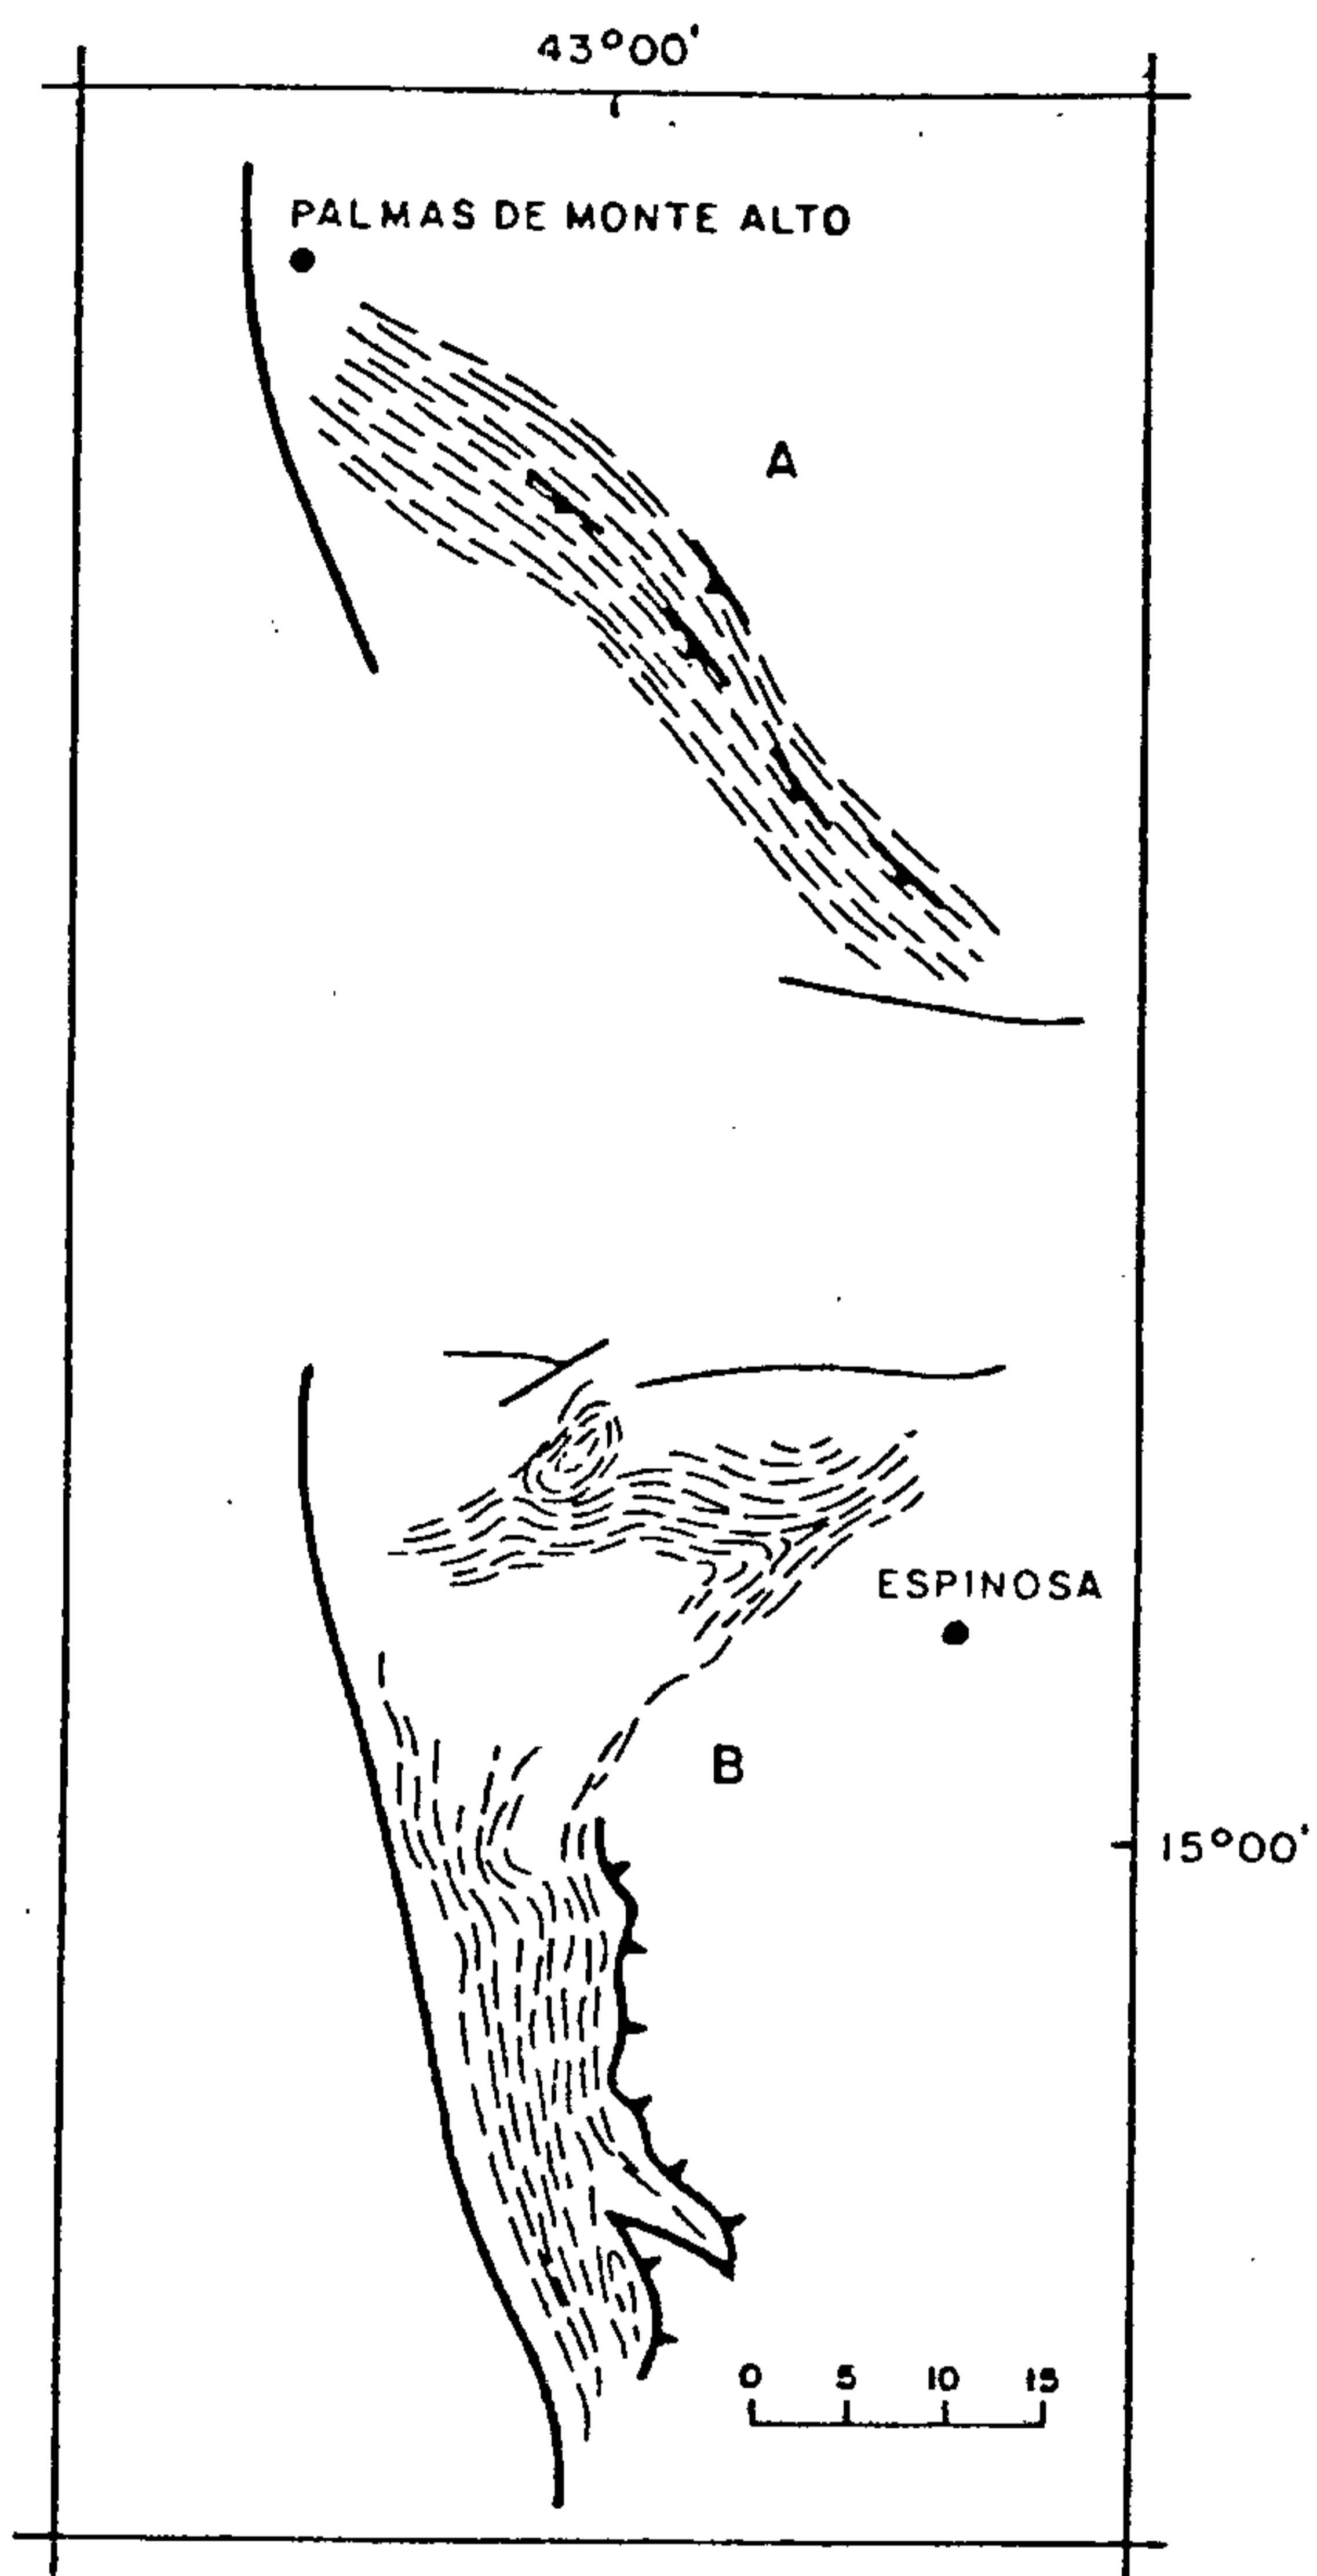 43°00'
PALMAS DE MONTE ALTO
A
ESPINOSA
B
15°00'
0 5 10 15